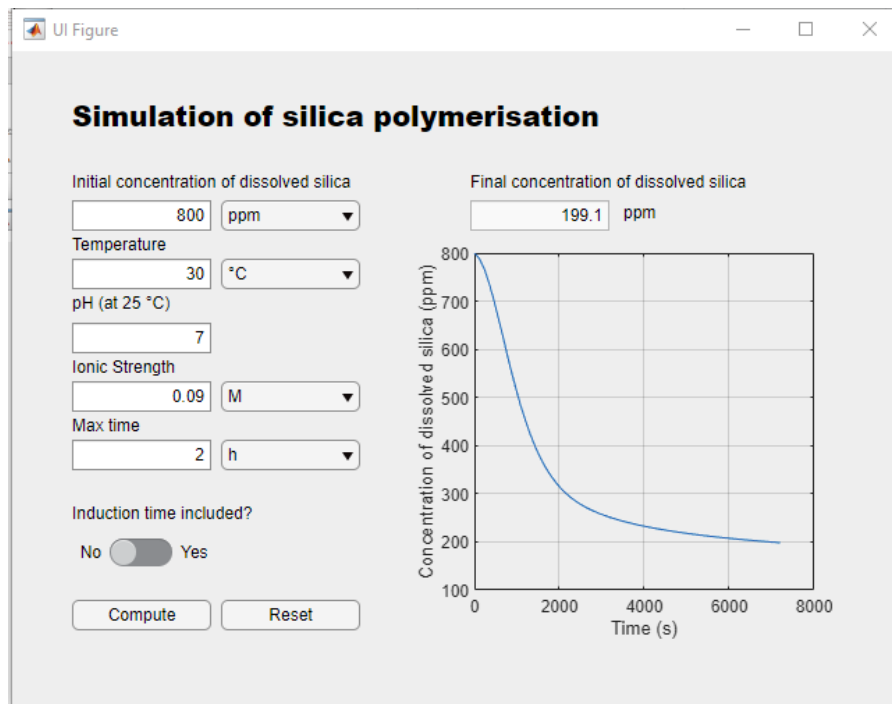 UI Figure
Simulation of silica polymerisation
Initial concentration of dissolved silica
800 ppm
Temperature
30 °C
pH (at 25 °C)
7
Ionic Strength
0.09 M
Max time
2 h
Induction time included?
No Yes
Compute Reset
Final concentration of dissolved silica
199.1 ppm
Concentration of dissolved silica (ppm)
800
700
600
500
400
300
200
100
0 2000 4000 6000 8000
Time (s)